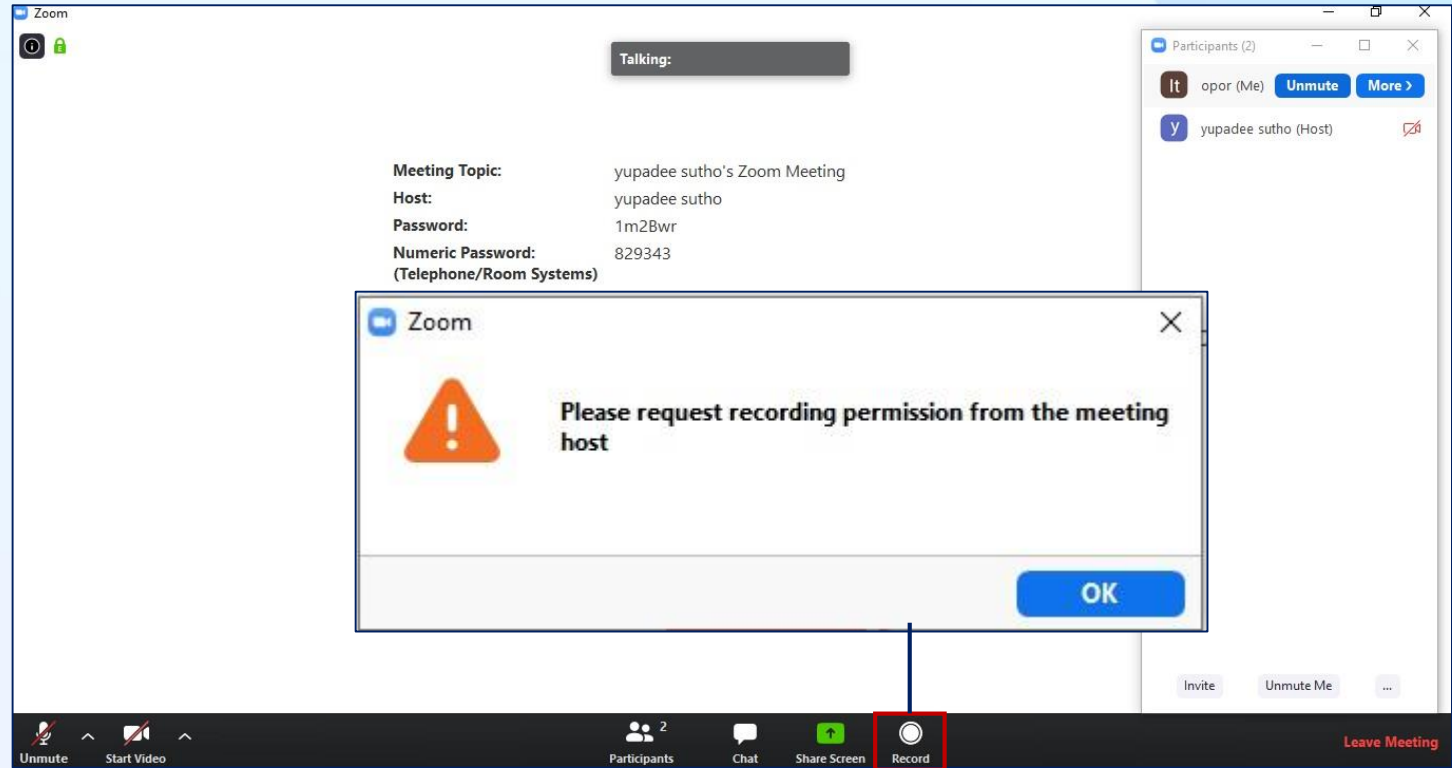 Zoom
Talking:
Participants (2)
lt opor (Me) Unmute More >
y yupadee sutho (Host)
Meeting Topic: yupadee sutho's Zoom Meeting
Host: yupadee sutho
Password: 1m2Bwr
Numeric Password: 829343
(Telephone/Room Systems)
Zoom
Please request recording permission from the meeting
host
OK
Invite Unmute Me ...
2
Unmute Start Video Participants Chat Share Screen Record Leave Meeting